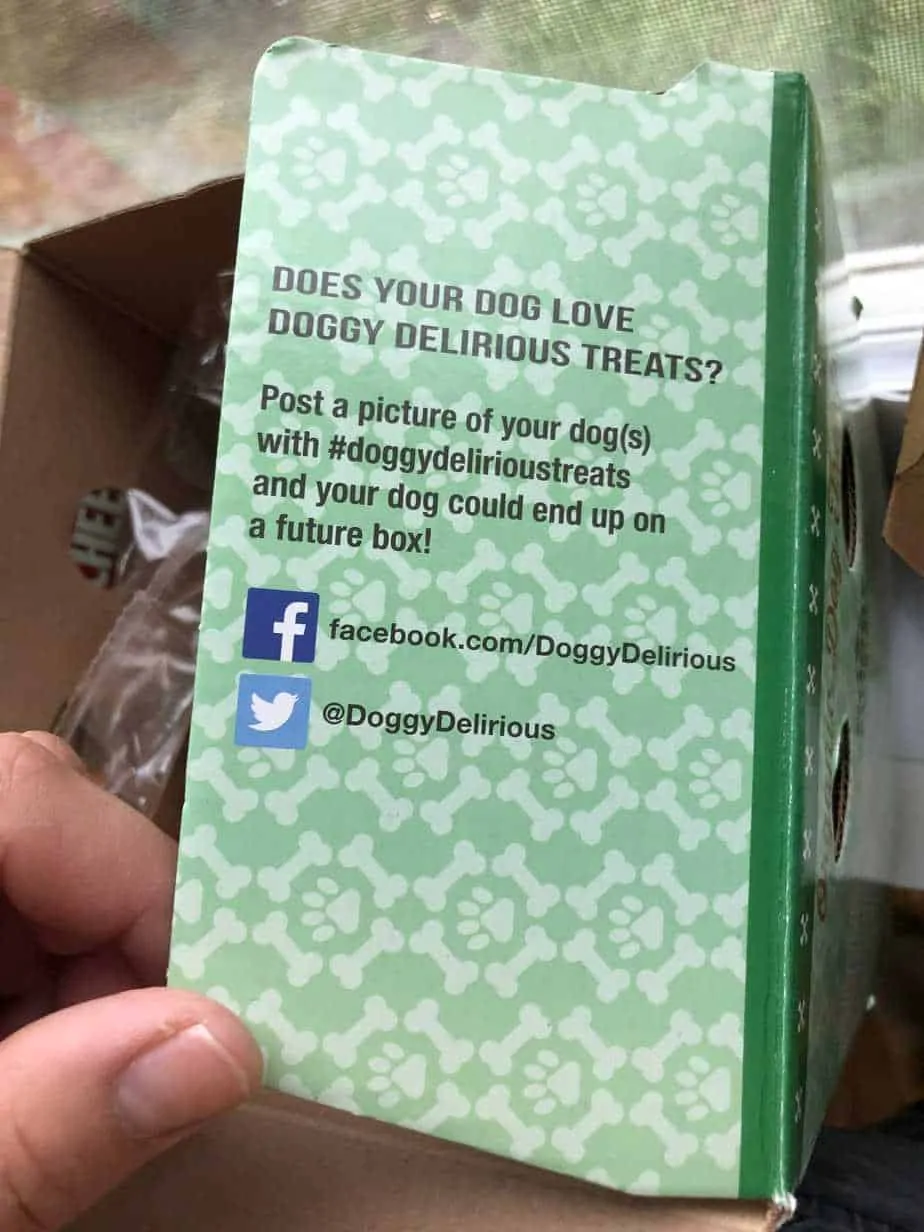 DOES YOUR DOG LOVE
DOGGY DELIRIOUS TREATS?
Post a picture of your dog(s)
with #doggydelirioustreats
and your dog could end up on
a future box!
f facebook.com/DoggyDelirious
@DoggyDelirious
HEE